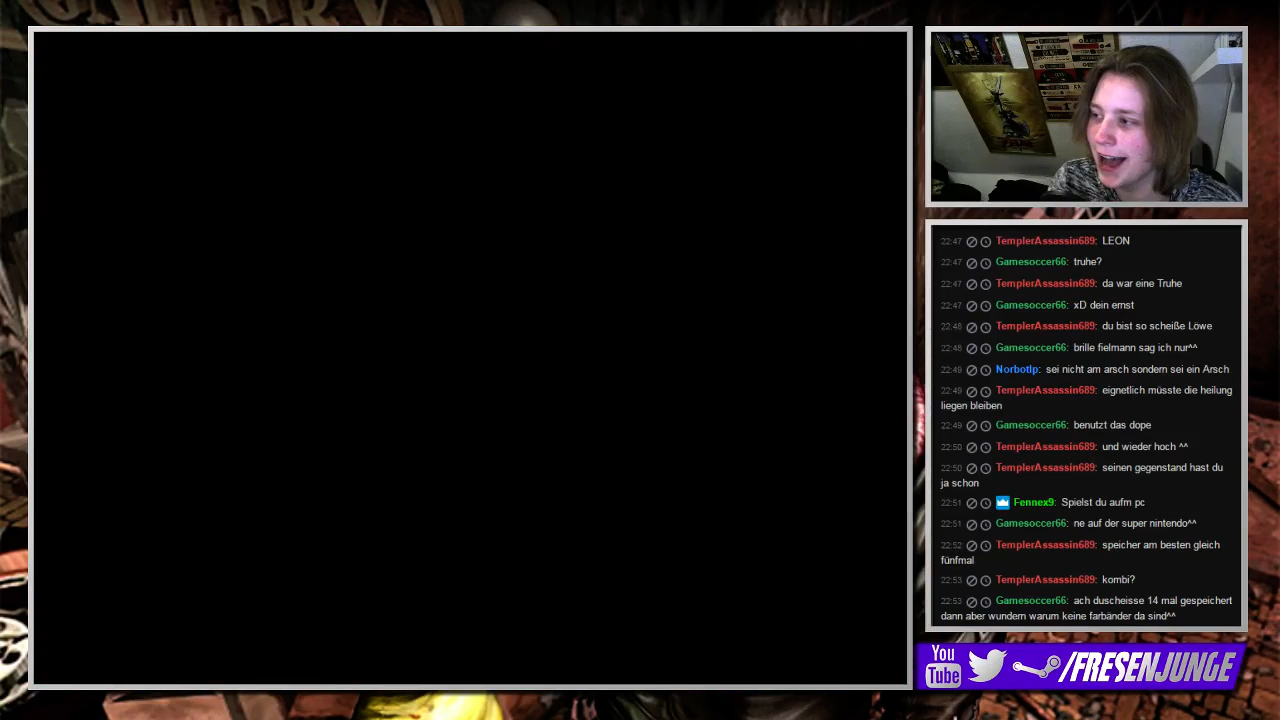 22:47 TemplerAssassin689: LEON
22:47 Gamesoccer66: truhe?
22:47 TemplerAssassin689: da war eine Truhe
22:47 Gamesoccer66: xD dein ernst
22:48 TemplerAssassin689: du bist so scheiße Löwe
22:48 Gamesoccer66: brille fielmann sag ich nur^^
22:49 Norbotlp: sei nicht am arsch sondern sei ein Arsch
22:49 TemplerAssassin689: eignetlich müsste die heilung
liegen bleiben
22:49 Gamesoccer66: benutzt das dope
22:50 TemplerAssassin689: und wieder hoch ^^
22:50 TemplerAssassin689: seinen gegenstand hast du
ja schon
22:51 Fennex9: Spielst du aufm pc
22:51 Gamesoccer66: ne auf der super nintendo^^
22:52 TemplerAssassin689: speicher am besten gleich
fünfmal
22:53 TemplerAssassin689: kombi?
22:53 Gamesoccer66: ach duscheisse 14 mal gespeichert
dann aber wundern warum keine farbänder da sind^^
You
Tube
/FRESENJUNGE